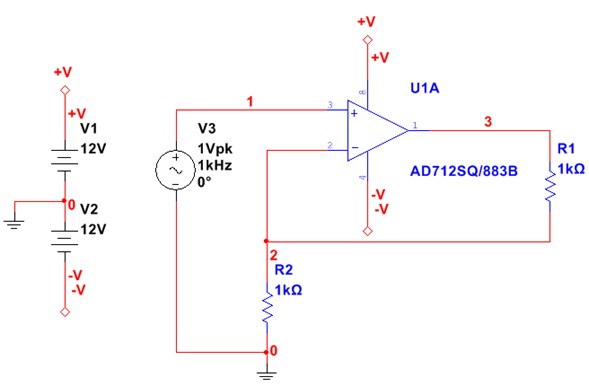 +V
+V
V1
12V
0
V2
12V
-V
-V
1
V3
1Vpk
1kHz
0°
+V
+V
8
3
+
2
−
1
4
U1A
AD712SQ/883B
-V
-V
3
R1
1kΩ
2
R2
1kΩ
0